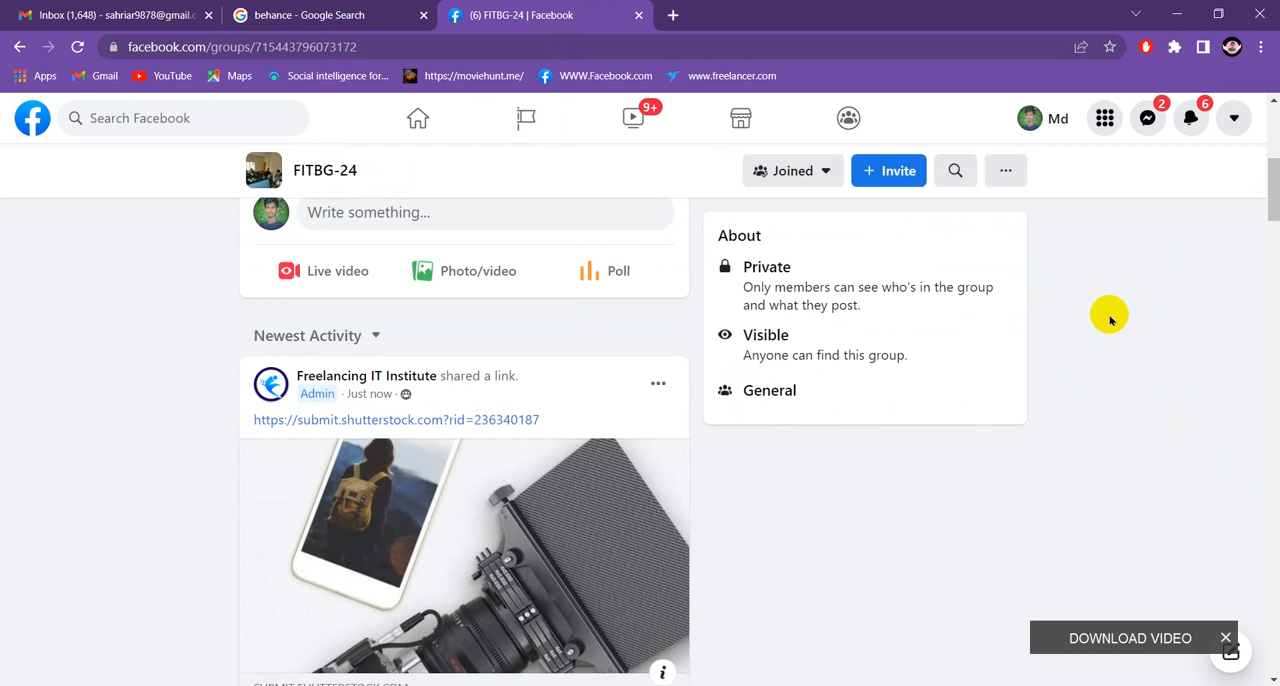 Inbox (1,648) - sahriar9878@gmail.c
behance - Google Search
(6) FITBG-24 | Facebook
facebook.com/groups/715443796073172
Apps
Gmail
YouTube
Maps
Social intelligence for...
https://moviehunt.me/
WWW.Facebook.com
www.freelancer.com
Search Facebook
9+
Md
2
6
FITBG-24
Joined
+ Invite
Write something...
Live video
Photo/video
Poll
About
Private
Only members can see who's in the group
and what they post.
Visible
Anyone can find this group.
General
Newest Activity
Freelancing IT Institute shared a link.
Admin · Just now ·
https://submit.shutterstock.com?rid=236340187
SUBMIT.SHUTTERSTOCK.COM
DOWNLOAD VIDEO